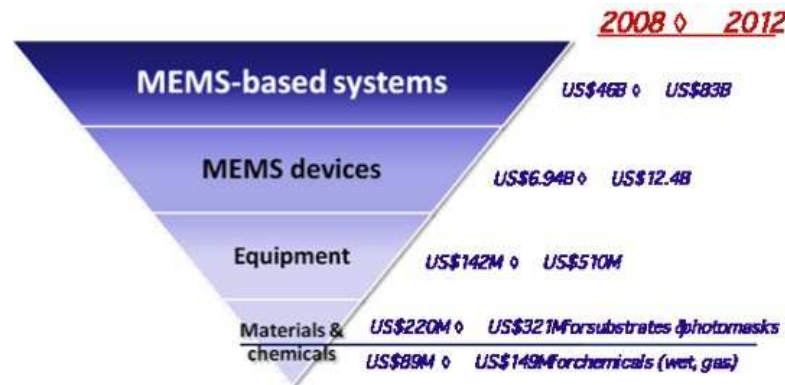 2008 ◊ 2012
MEMS-based systems
US$46B ◊ US$83B
MEMS devices
US$6.94B ◊ US$12.4B
Equipment
US$142M ◊ US$510M
Materials &
chemicals
US$220M ◊ US$321M for substrates & photomasks
US$89M ◊ US$149M for chemicals (wet, gas)